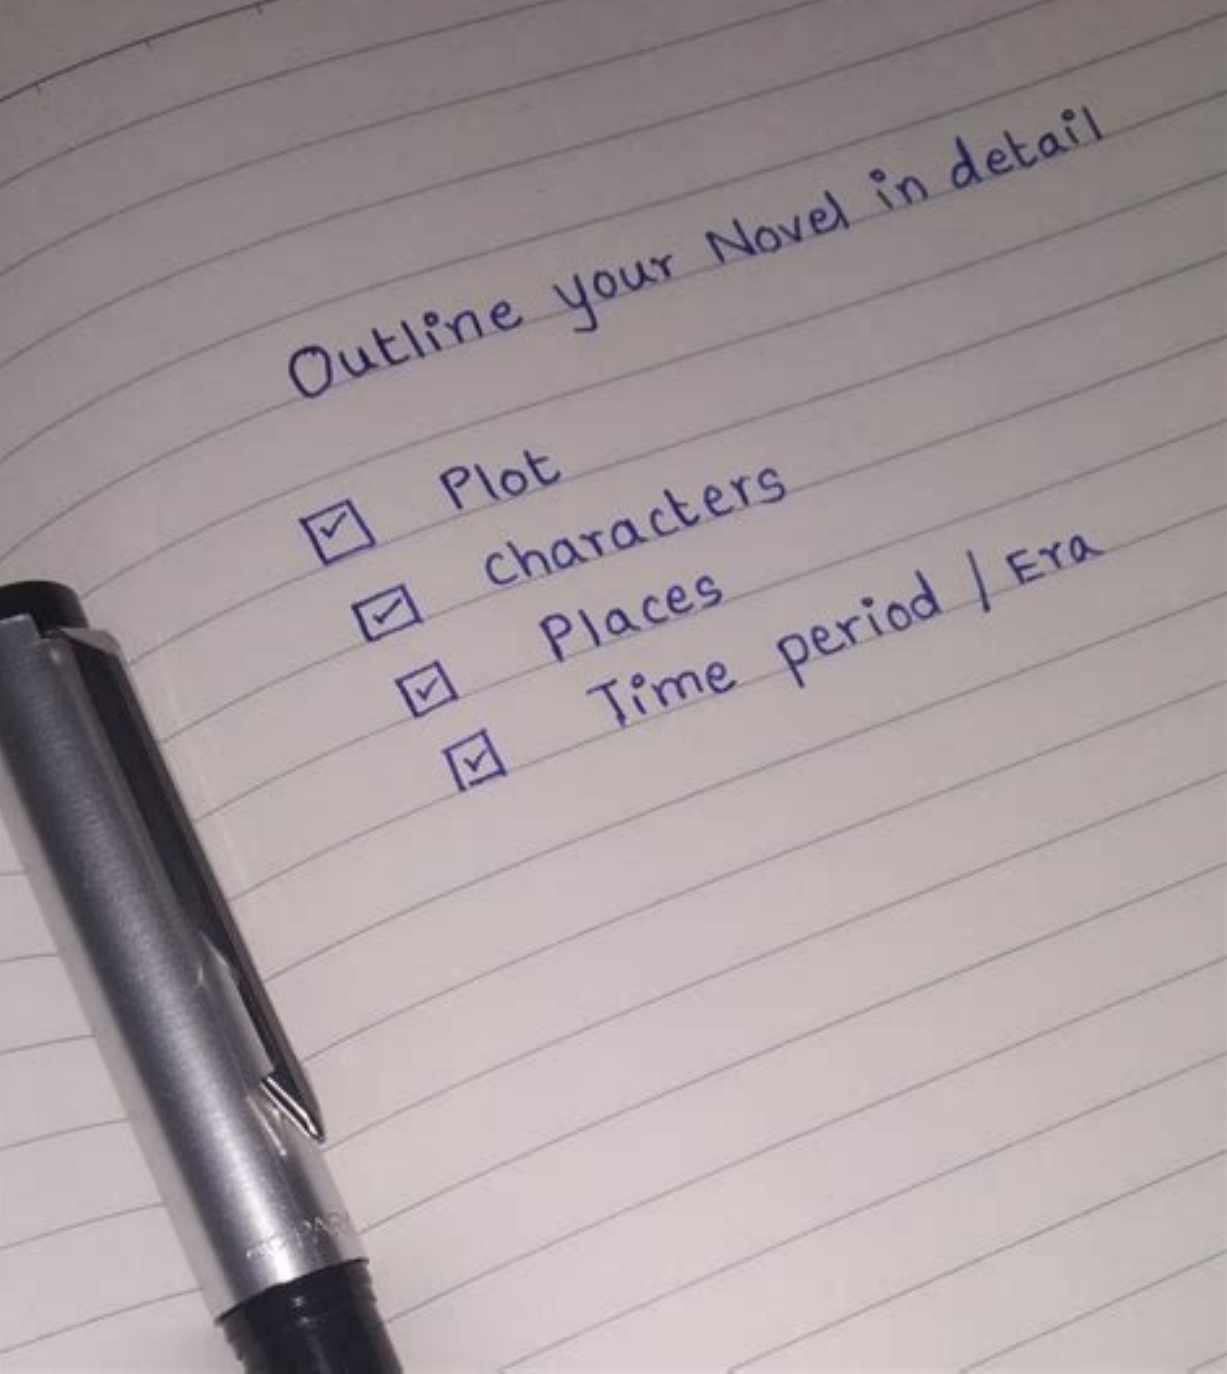 Outline your Novel in detail
☑ Plot
☑ characters
☑ Places
☑ Time period / Era